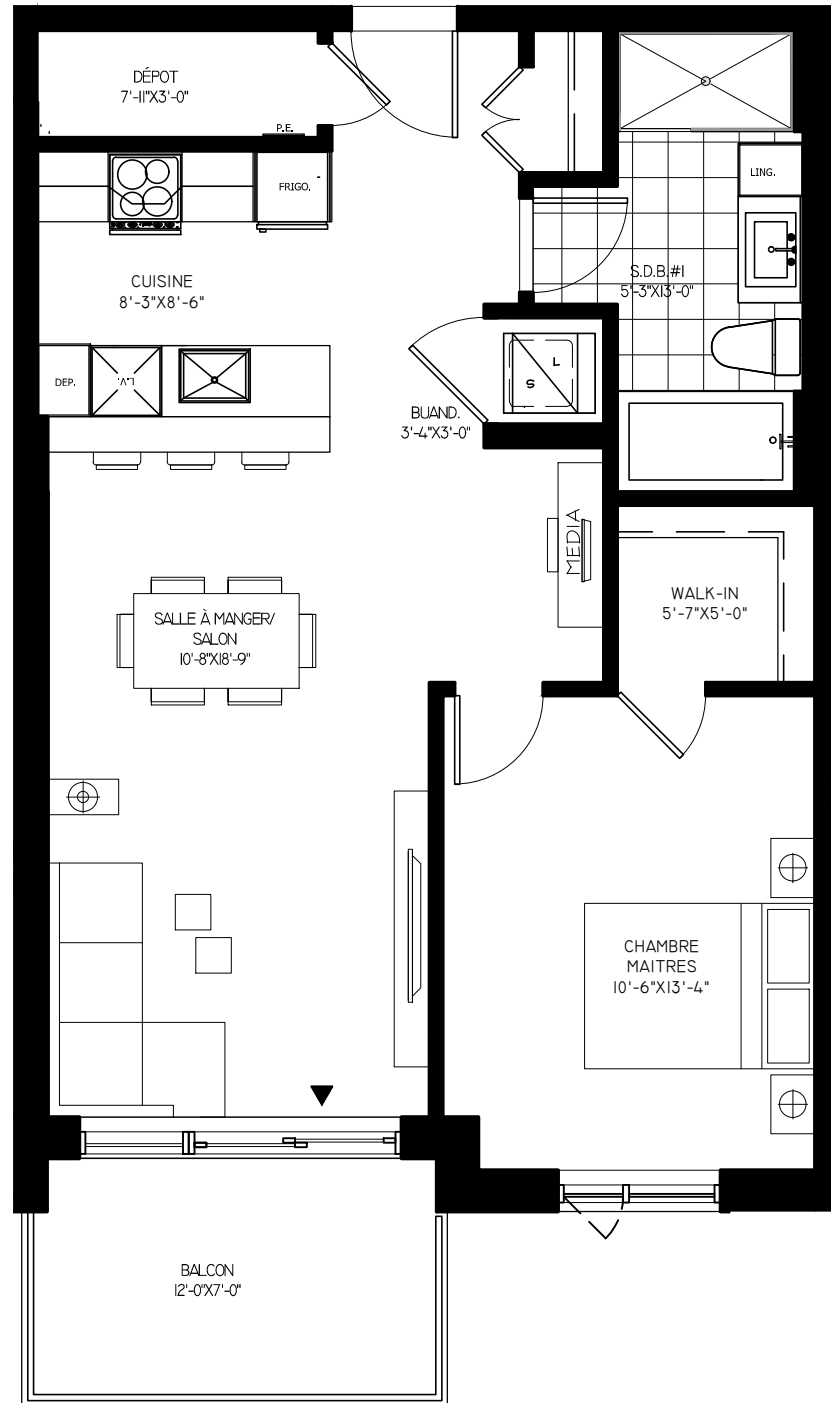 DÉPOT
7'-11"X3'-0"
P.E.
FRIGO.
LING.
CUISINE
8'-3"X8'-6"
S.D.B.#1
5'-3"X13'-0"
DEP.
L.V.
L
S
BUAND.
3'-4"X3'-0"
MEDIA
WALK-IN
5'-7"X5'-0"
SALLE À MANGER/
SALON
10'-8"X18'-9"
CHAMBRE
MAITRES
10'-6"X13'-4"
BALCON
12'-0"X7'-0"